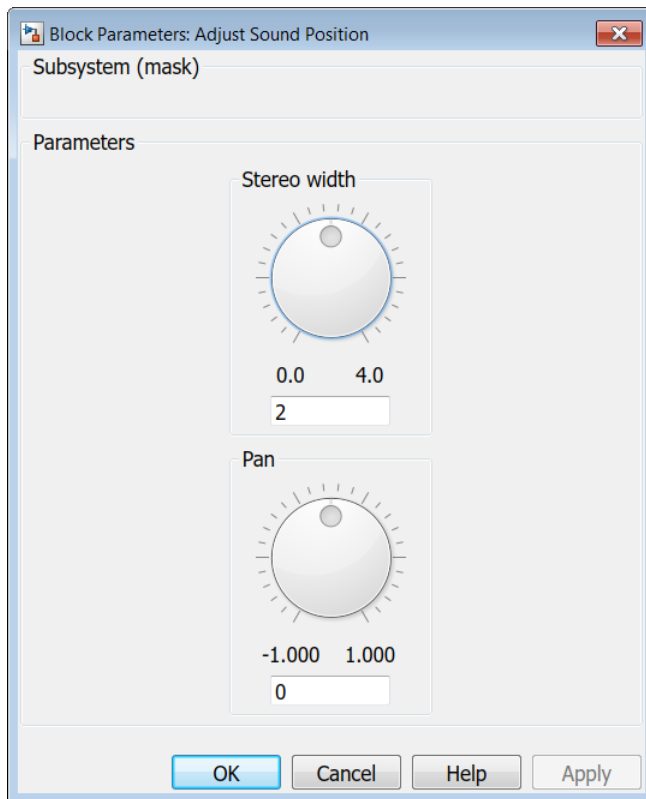 Block Parameters: Adjust Sound Position
Subsystem (mask)
Parameters
Stereo width
0.0 4.0
2
Pan
-1.000 1.000
0
OK Cancel Help Apply